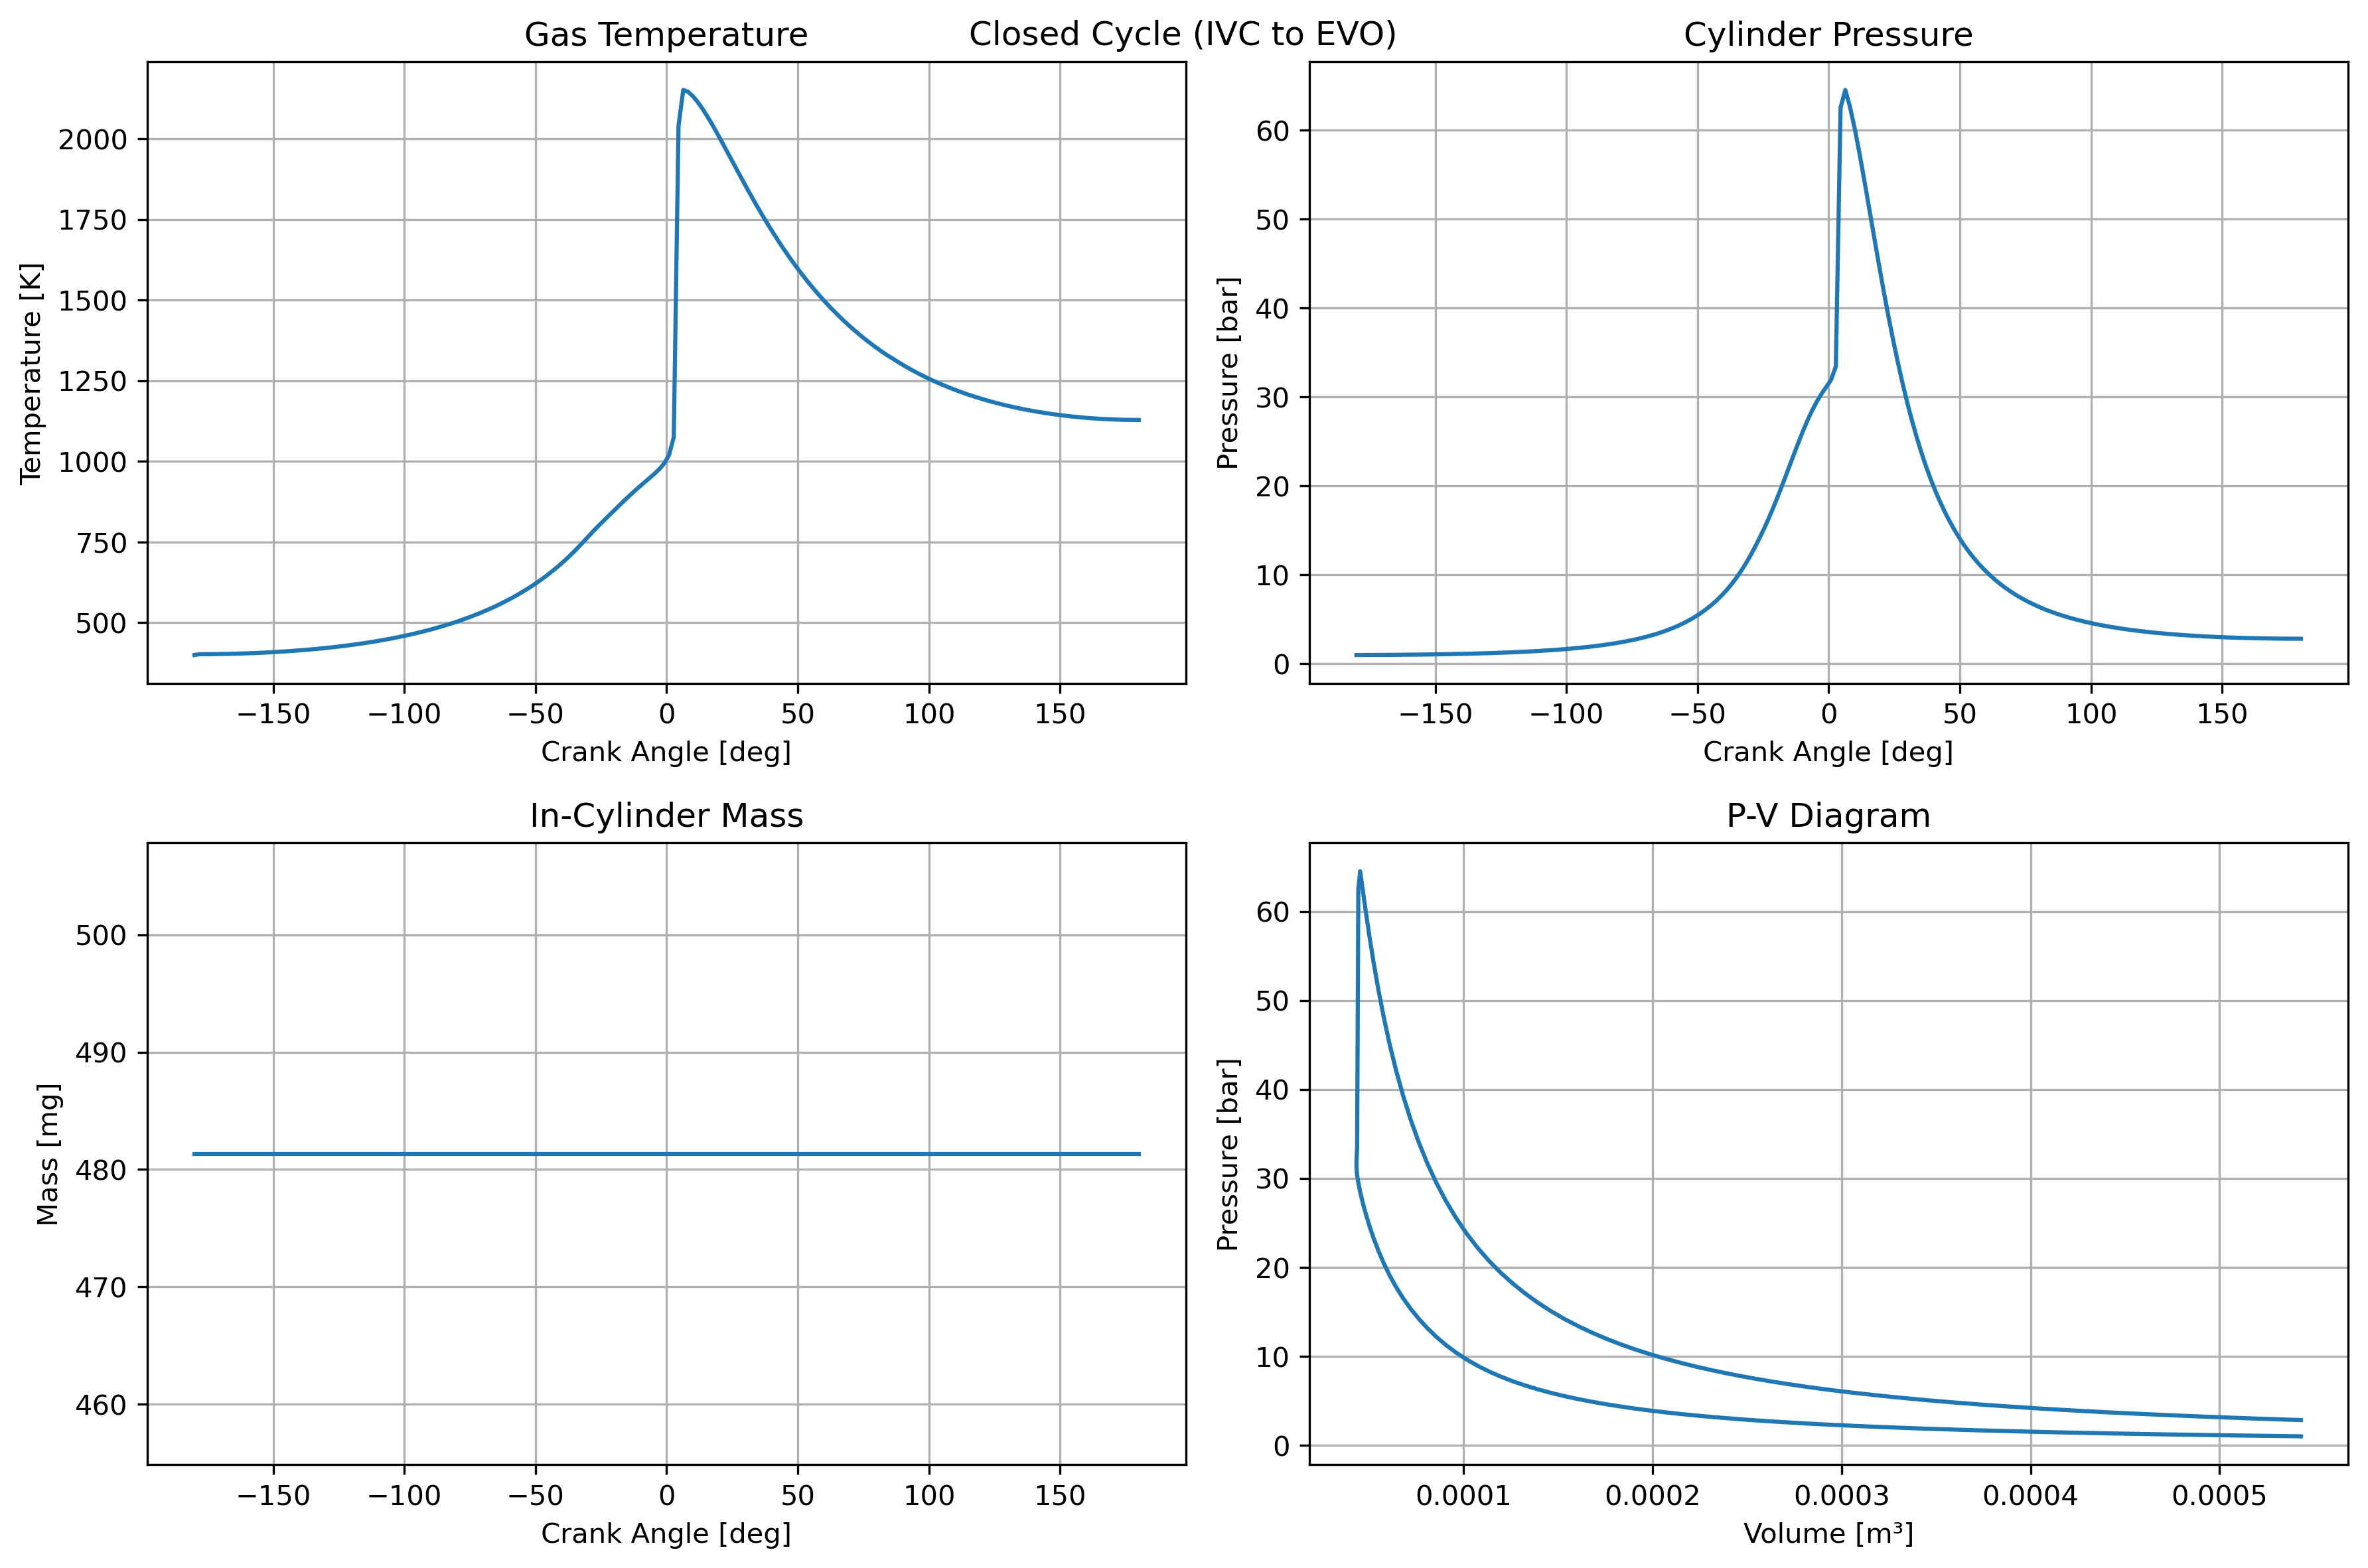 Closed Cycle (IVC to EVO)
Gas Temperature
Temperature [K]
2000
1750
1500
1250
1000
750
500
−150 −100 −50 0 50 100 150
Crank Angle [deg]
Cylinder Pressure
Pressure [bar]
60
50
40
30
20
10
0
−150 −100 −50 0 50 100 150
Crank Angle [deg]
In-Cylinder Mass
Mass [mg]
500
490
480
470
460
−150 −100 −50 0 50 100 150
Crank Angle [deg]
P-V Diagram
Pressure [bar]
60
50
40
30
20
10
0
0.0001 0.0002 0.0003 0.0004 0.0005
Volume [m³]